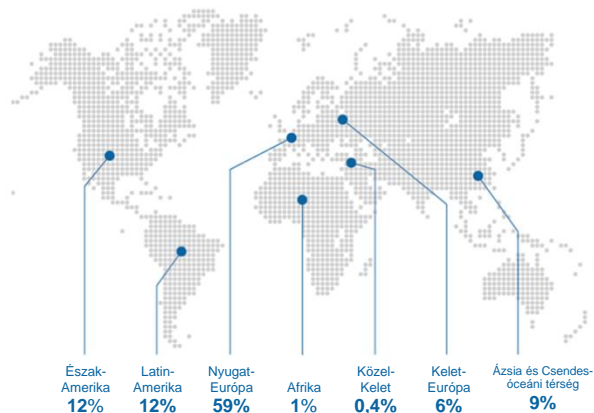 Észak-
Amerika
12%
Latin-
Amerika
12%
Nyugat-
Európa
59%
Afrika
1%
Közel-
Kelet
0,4%
Kelet-
Európa
6%
Ázsia és Csendes-
óceáni térség
9%